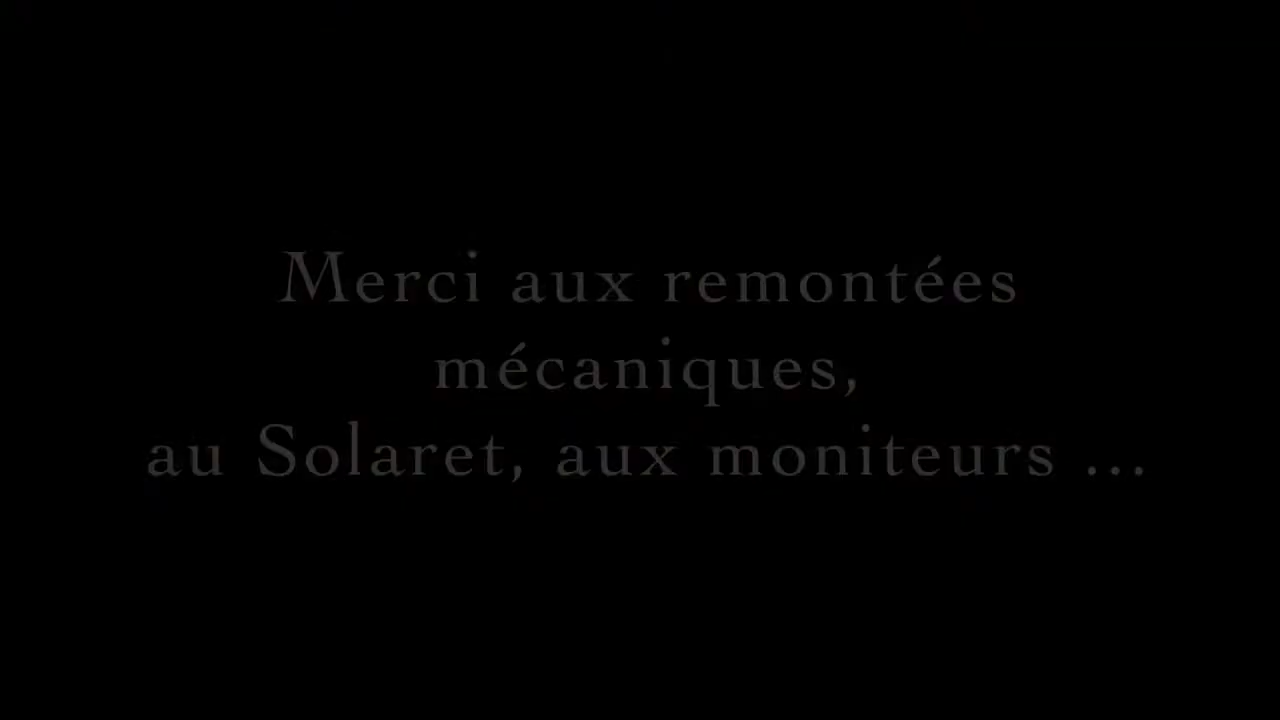 Merci aux remontées
mécaniques,
au Solaret, aux moniteurs ...